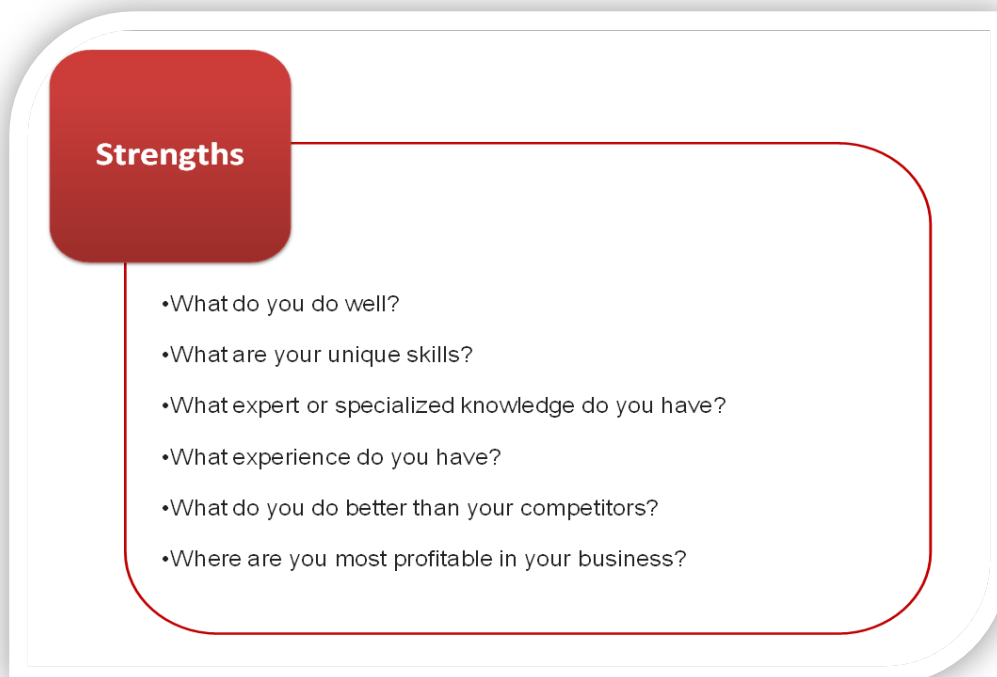 Strengths
•What do you do well?
•What are your unique skills?
•What expert or specialized knowledge do you have?
•What experience do you have?
•What do you do better than your competitors?
•Where are you most profitable in your business?